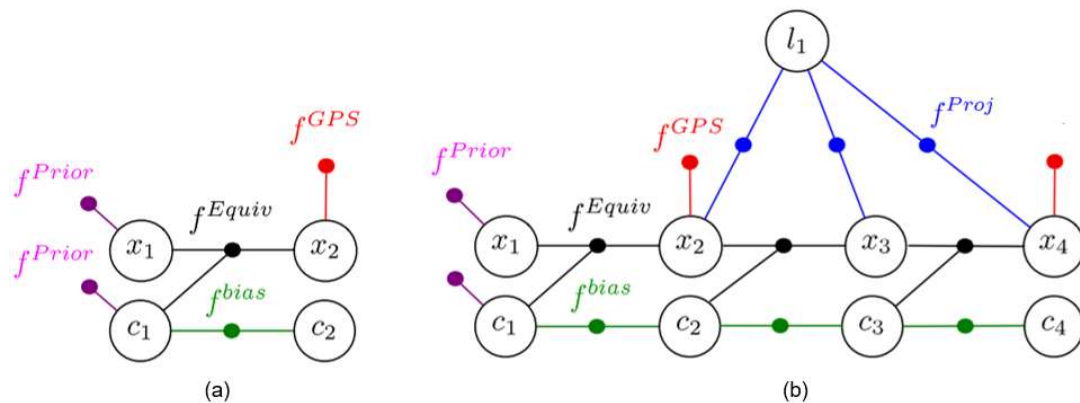 f^{GPS}
f^{Prior}
f^{Equiv}
x_1
x_2
f^{Prior}
f^{bias}
c_1
c_2
(a)
l_1
f^{Proj}
f^{GPS}
f^{Prior}
f^{Equiv}
x_1
x_2
x_3
x_4
f^{bias}
c_1
c_2
c_3
c_4
(b)